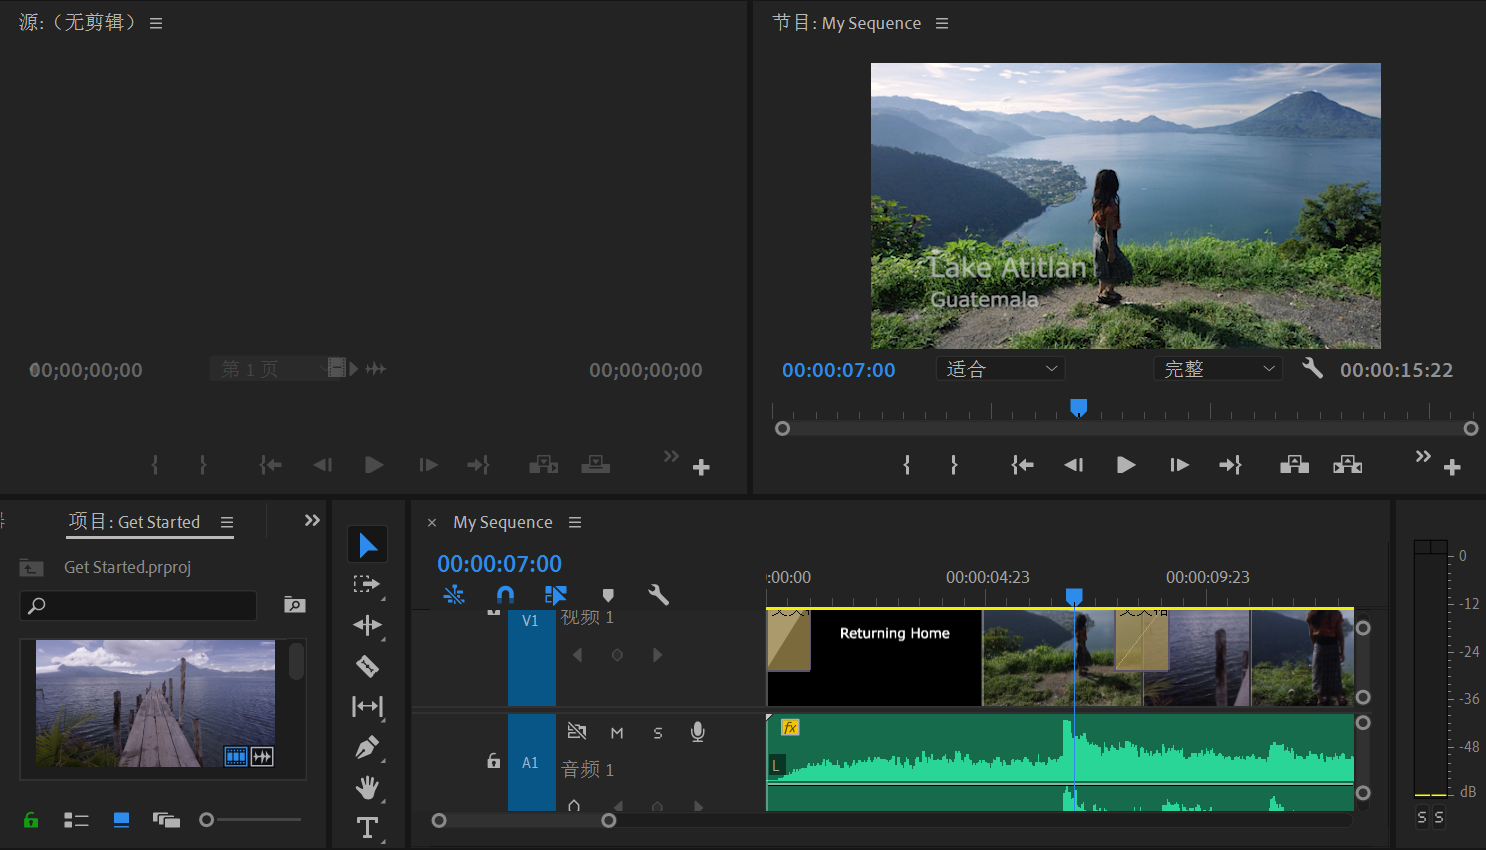 源:（无剪辑）
节目: My Sequence
Lake Atitlan
Guatemala
00;00;00;00
第 1 页
00;00;00;00
00:00:07:00
适合
完整
00:00:15:22
项目: Get Started
Get Started.prproj
My Sequence
00:00:07:00
:00:00
00:00:04:23
00:00:09:23
V1
视频 1
Returning Home
M
S
fx
L
A1
音频 1
T
0
-12
-24
-36
-48
dB
S S